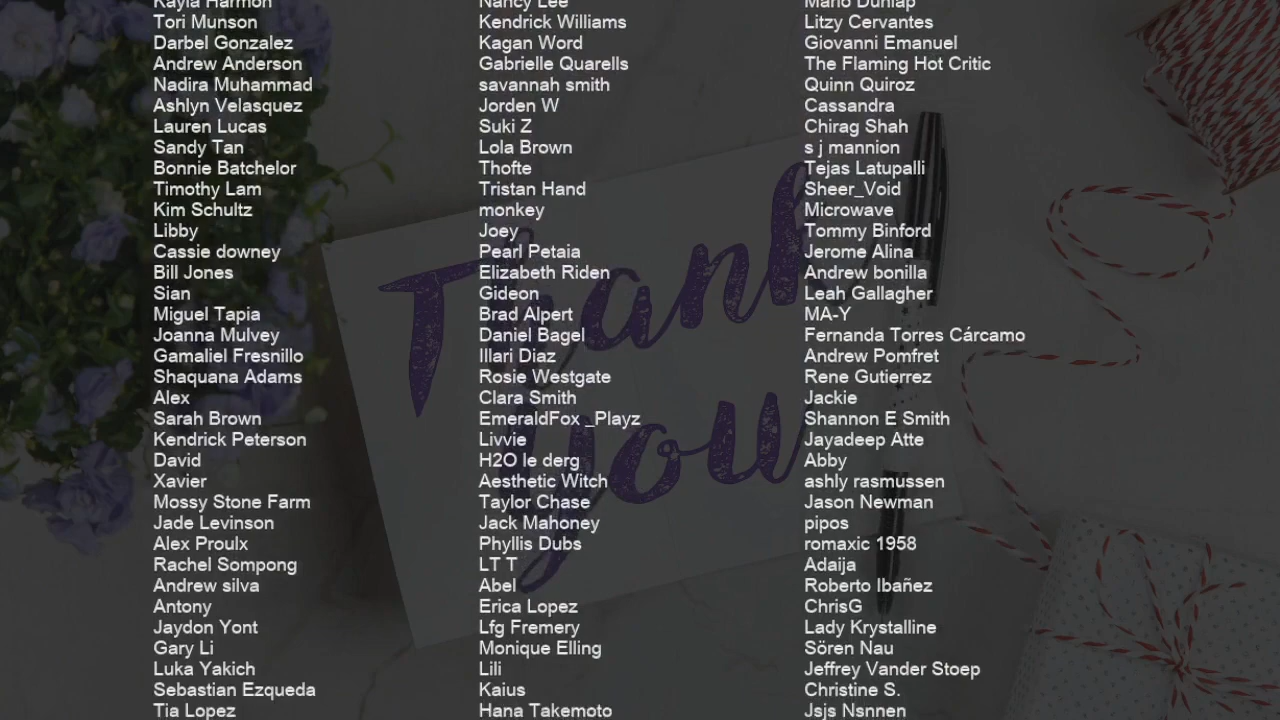 Kayla Harmon
Tori Munson
Darbel Gonzalez
Andrew Anderson
Nadira Muhammad
Ashlyn Velasquez
Lauren Lucas
Sandy Tan
Bonnie Batchelor
Timothy Lam
Kim Schultz
Libby
Cassie downey
Bill Jones
Sian
Miguel Tapia
Joanna Mulvey
Gamaliel Fresnillo
Shaquana Adams
Alex
Sarah Brown
Kendrick Peterson
David
Xavier
Mossy Stone Farm
Jade Levinson
Alex Proulx
Rachel Sompong
Andrew silva
Antony
Jaydon Yont
Gary Li
Luka Yakich
Sebastian Ezqueda
Tia Lopez
Nancy Lee
Kendrick Williams
Kagan Word
Gabrielle Quarells
savannah smith
Jorden W
Suki Z
Lola Brown
Thofte
Tristan Hand
monkey
Joey
Pearl Petaia
Elizabeth Riden
Gideon
Brad Alpert
Daniel Bagel
Illari Diaz
Rosie Westgate
Clara Smith
EmeraldFox _Playz
Livvie
H2O le derg
Aesthetic Witch
Taylor Chase
Jack Mahoney
Phyllis Dubs
LT T
Abel
Erica Lopez
Lfg Fremery
Monique Elling
Lili
Kaius
Hana Takemoto
Mario Dunlap
Litzy Cervantes
Giovanni Emanuel
The Flaming Hot Critic
Quinn Quiroz
Cassandra
Chirag Shah
s j mannion
Tejas Latupalli
Sheer_Void
Microwave
Tommy Binford
Jerome Alina
Andrew bonilla
Leah Gallagher
MA-Y
Fernanda Torres Cárcamo
Andrew Pomfret
Rene Gutierrez
Jackie
Shannon E Smith
Jayadeep Atte
Abby
ashly rasmussen
Jason Newman
pipos
romaxic 1958
Adaija
Roberto Ibañez
ChrisG
Lady Krystalline
Sören Nau
Jeffrey Vander Stoep
Christine S.
Jsjs Nsnnen
Thank
you